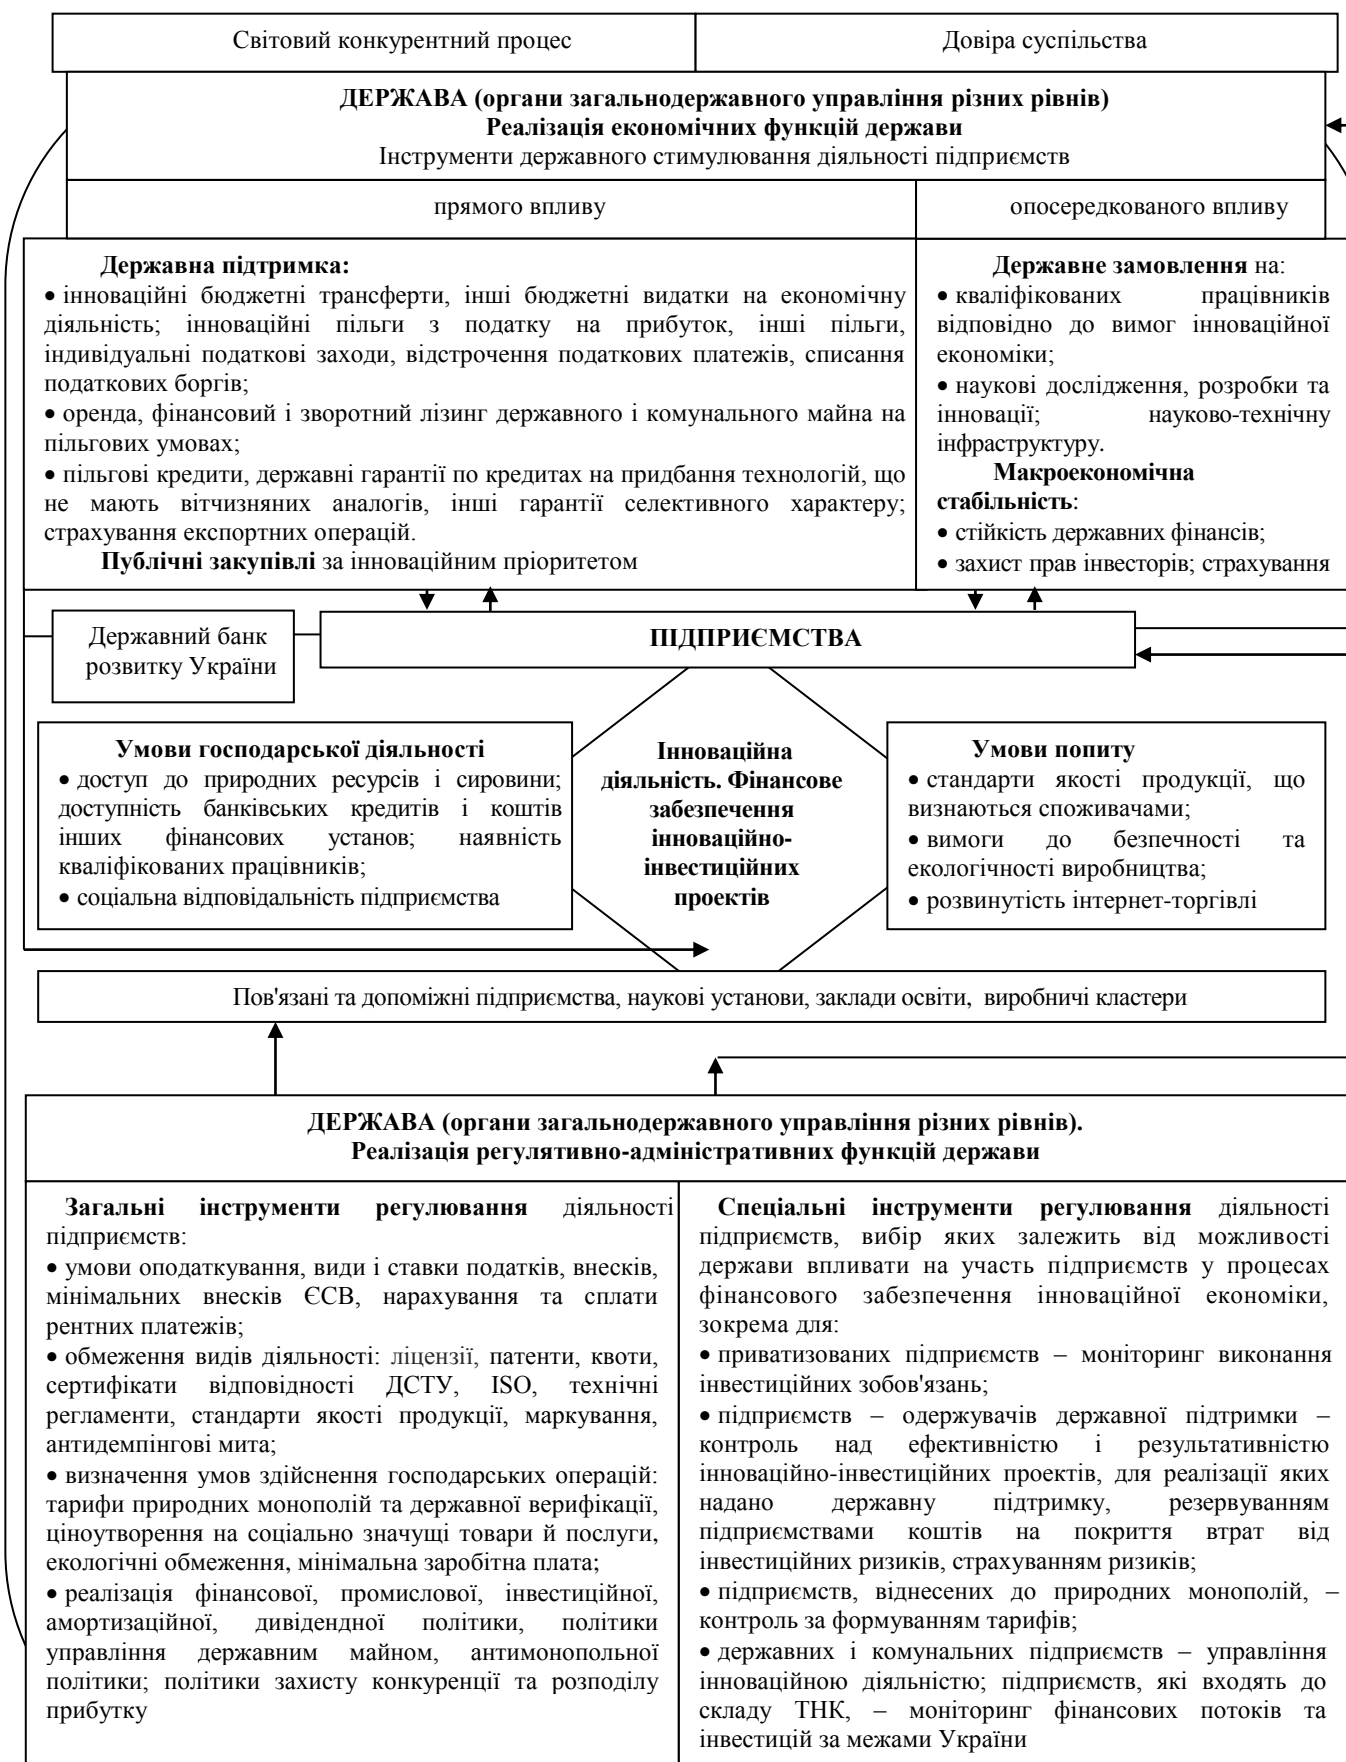 Світовий конкурентний процес
Довіра суспільства
ДЕРЖАВА (органи загальнодержавного управління різних рівнів)
Реалізація економічних функцій держави
Інструменти державного стимулювання діяльності підприємств
прямого впливу
опосередкованого впливу
Державна підтримка:
• інноваційні бюджетні трансферти, інші бюджетні видатки на економічну
діяльність; інноваційні пільги з податку на прибуток, інші пільги,
індивідуальні податкові заходи, відстрочення податкових платежів, списання
податкових боргів;
• оренда, фінансовий і зворотний лізинг державного і комунального майна на
пільгових умовах;
• пільгові кредити, державні гарантії по кредитах на придбання технологій, що
не мають вітчизняних аналогів, інші гарантії селективного характеру;
страхування експортних операцій.
Публічні закупівлі за інноваційним пріоритетом
Державне замовлення на:
• кваліфікованих працівників
відповідно до вимог інноваційної
економіки;
• наукові дослідження, розробки та
інновації; науково-технічну
інфраструктуру.
Макроекономічна
стабільність:
• стійкість державних фінансів;
• захист прав інвесторів; страхування
Державний банк
розвитку України
ПІДПРИЄМСТВА
Умови господарської діяльності
• доступ до природних ресурсів і сировини;
доступність банківських кредитів і коштів
інших фінансових установ; наявність
кваліфікованих працівників;
• соціальна відповідальність підприємства
Інноваційна
діяльність. Фінансове
забезпечення
інноваційно-
інвестиційних
проектів
Умови попиту
• стандарти якості продукції, що
визнаються споживачами;
• вимоги до безпечності та
екологічності виробництва;
• розвинутість інтернет-торгівлі
Пов'язані та допоміжні підприємства, наукові установи, заклади освіти, виробничі кластери
ДЕРЖАВА (органи загальнодержавного управління різних рівнів).
Реалізація регулятивно-адміністративних функцій держави
Загальні інструменти регулювання діяльності
підприємств:
• умови оподаткування, види і ставки податків, внесків,
мінімальних внесків ЄСВ, нарахування та сплати
рентних платежів;
• обмеження видів діяльності: ліцензії, патенти, квоти,
сертифікати відповідності ДСТУ, ISO, технічні
регламенти, стандарти якості продукції, маркування,
антидемпінгові мита;
• визначення умов здійснення господарських операцій:
тарифи природних монополій та державної верифікації,
ціноутворення на соціально значущі товари й послуги,
екологічні обмеження, мінімальна заробітна плата;
• реалізація фінансової, промислової, інвестиційної,
амортизаційної, дивідендної політики, політики
управління державним майном, антимонопольної
політики; політики захисту конкуренції та розподілу
прибутку
Спеціальні інструменти регулювання діяльності
підприємств, вибір яких залежить від можливості
держави впливати на участь підприємств у процесах
фінансового забезпечення інноваційної економіки,
зокрема для:
• приватизованих підприємств – моніторинг виконання
інвестиційних зобов'язань;
• підприємств – одержувачів державної підтримки –
контроль над ефективністю і результативністю
інноваційно-інвестиційних проектів, для реалізації яких
надано державну підтримку, резервуванням
підприємствами коштів на покриття втрат від
інвестиційних ризиків, страхуванням ризиків;
• підприємств, віднесених до природних монополій, –
контроль за формуванням тарифів;
• державних і комунальних підприємств – управління
інноваційною діяльністю; підприємств, які входять до
складу ТНК, – моніторинг фінансових потоків та
інвестицій за межами України